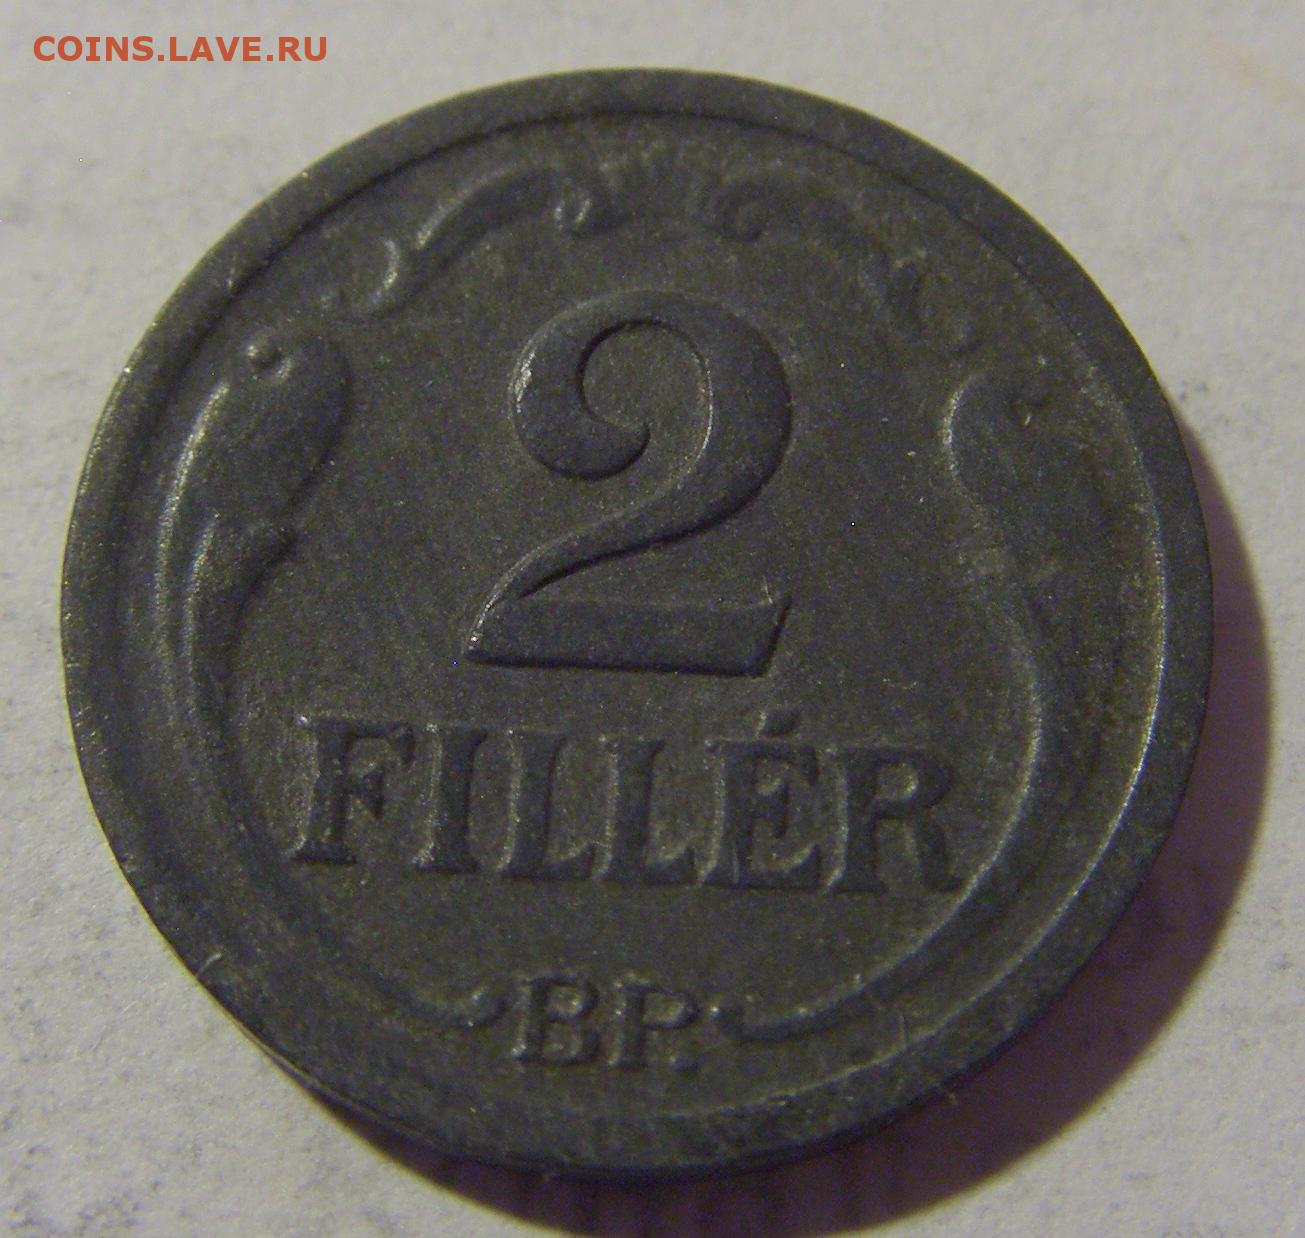 COINS.LAVE.RU
2
FILLÉR
BP.